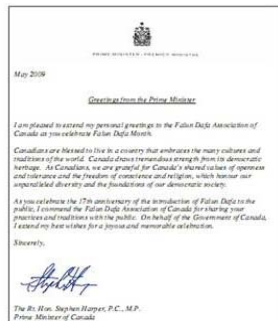 PRIME MINISTER - PREMIER MINISTRE
May 2009
Greetings from the Prime Minister
I am pleased to extend my personal greetings to the Falun Dafa Association of
Canada as you celebrate Falun Dafa Month.
Canadians are blessed to live in a country that embraces the many cultures and
traditions of the world. Canada draws tremendous strength from its democratic
heritage. As Canadians, we are grateful for Canada's shared values of openness
and tolerance and the freedom of conscience and religion, which honour our
unparalleled diversity and the foundations of our democratic society.
As you celebrate the 17th anniversary of the introduction of Falun Dafa to the
public, I commend the Falun Dafa Association of Canada for sharing your
practices and traditions with the public. On behalf of the Government of Canada,
I extend my best wishes for a joyous and memorable celebration.
Sincerely,
The Rt. Hon. Stephen Harper, P.C., M.P.
Prime Minister of Canada